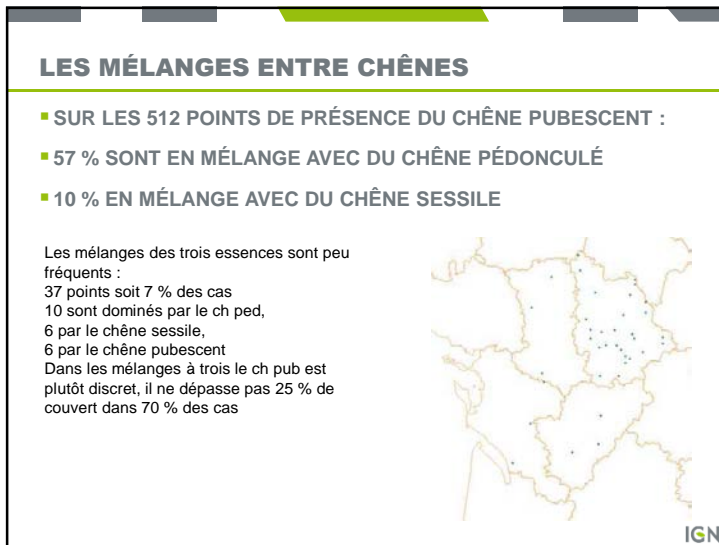 LES MÉLANGES ENTRE CHÊNES
SUR LES 512 POINTS DE PRÉSENCE DU CHÊNE PUBESCENT :
57 % SONT EN MÉLANGE AVEC DU CHÊNE PÉDONCULÉ
10 % EN MÉLANGE AVEC DU CHÊNE SESSILE
Les mélanges des trois essences sont peu
fréquents :
37 points soit 7 % des cas
10 sont dominés par le ch ped,
6 par le chêne sessile,
6 par le chêne pubescent
Dans les mélanges à trois le ch pub est
plutôt discret, il ne dépasse pas 25 % de
couvert dans 70 % des cas
IGN